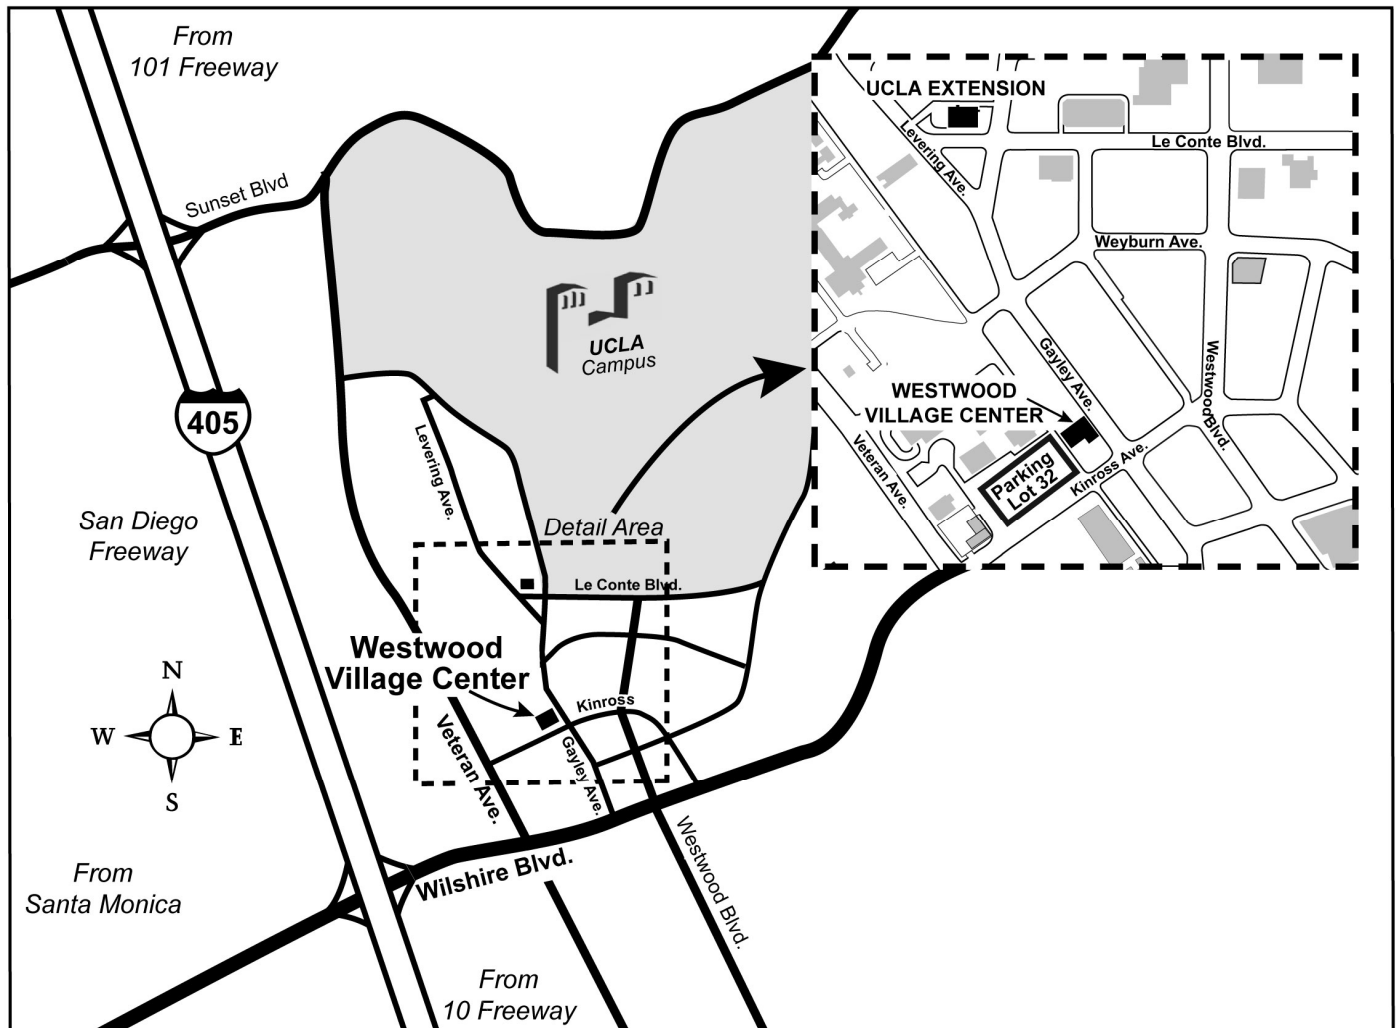 From
101 Freeway
UCLA EXTENSION
Levering Ave.
Le Conte Blvd.
Sunset Blvd
Weyburn Ave.
UCLA
Campus
Gayley Ave.
Westwood Blvd.
WESTWOOD
VILLAGE CENTER
405
Levering Ave.
Veteran Ave.
Parking
Lot 32
Kinross Ave.
San Diego
Freeway
Detail Area
Le Conte Blvd.
Westwood
Village Center
Kinross
N
W
E
S
Veteran Ave.
Gayley Ave.
From
Santa Monica
Wilshire Blvd.
Westwood Blvd.
From
10 Freeway